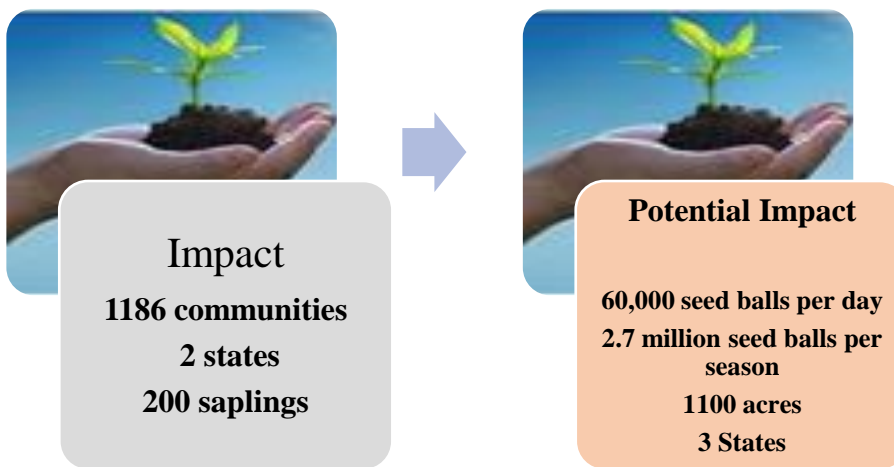 Impact
1186 communities
2 states
200 saplings
Potential Impact
60,000 seed balls per day
2.7 million seed balls per
season
1100 acres
3 States